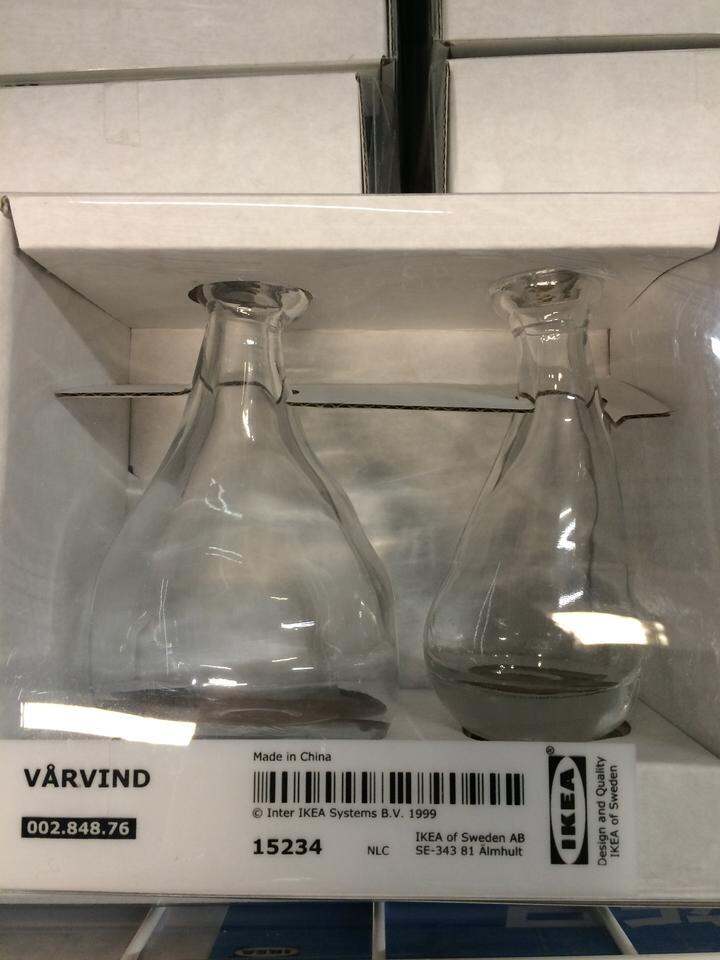 VÅRVIND
002.848.76
Made in China
© Inter IKEA Systems B.V. 1999
15234
NLC
IKEA of Sweden AB
SE-343 81 Älmhult
IKEA®
Design and Quality
IKEA of Sweden